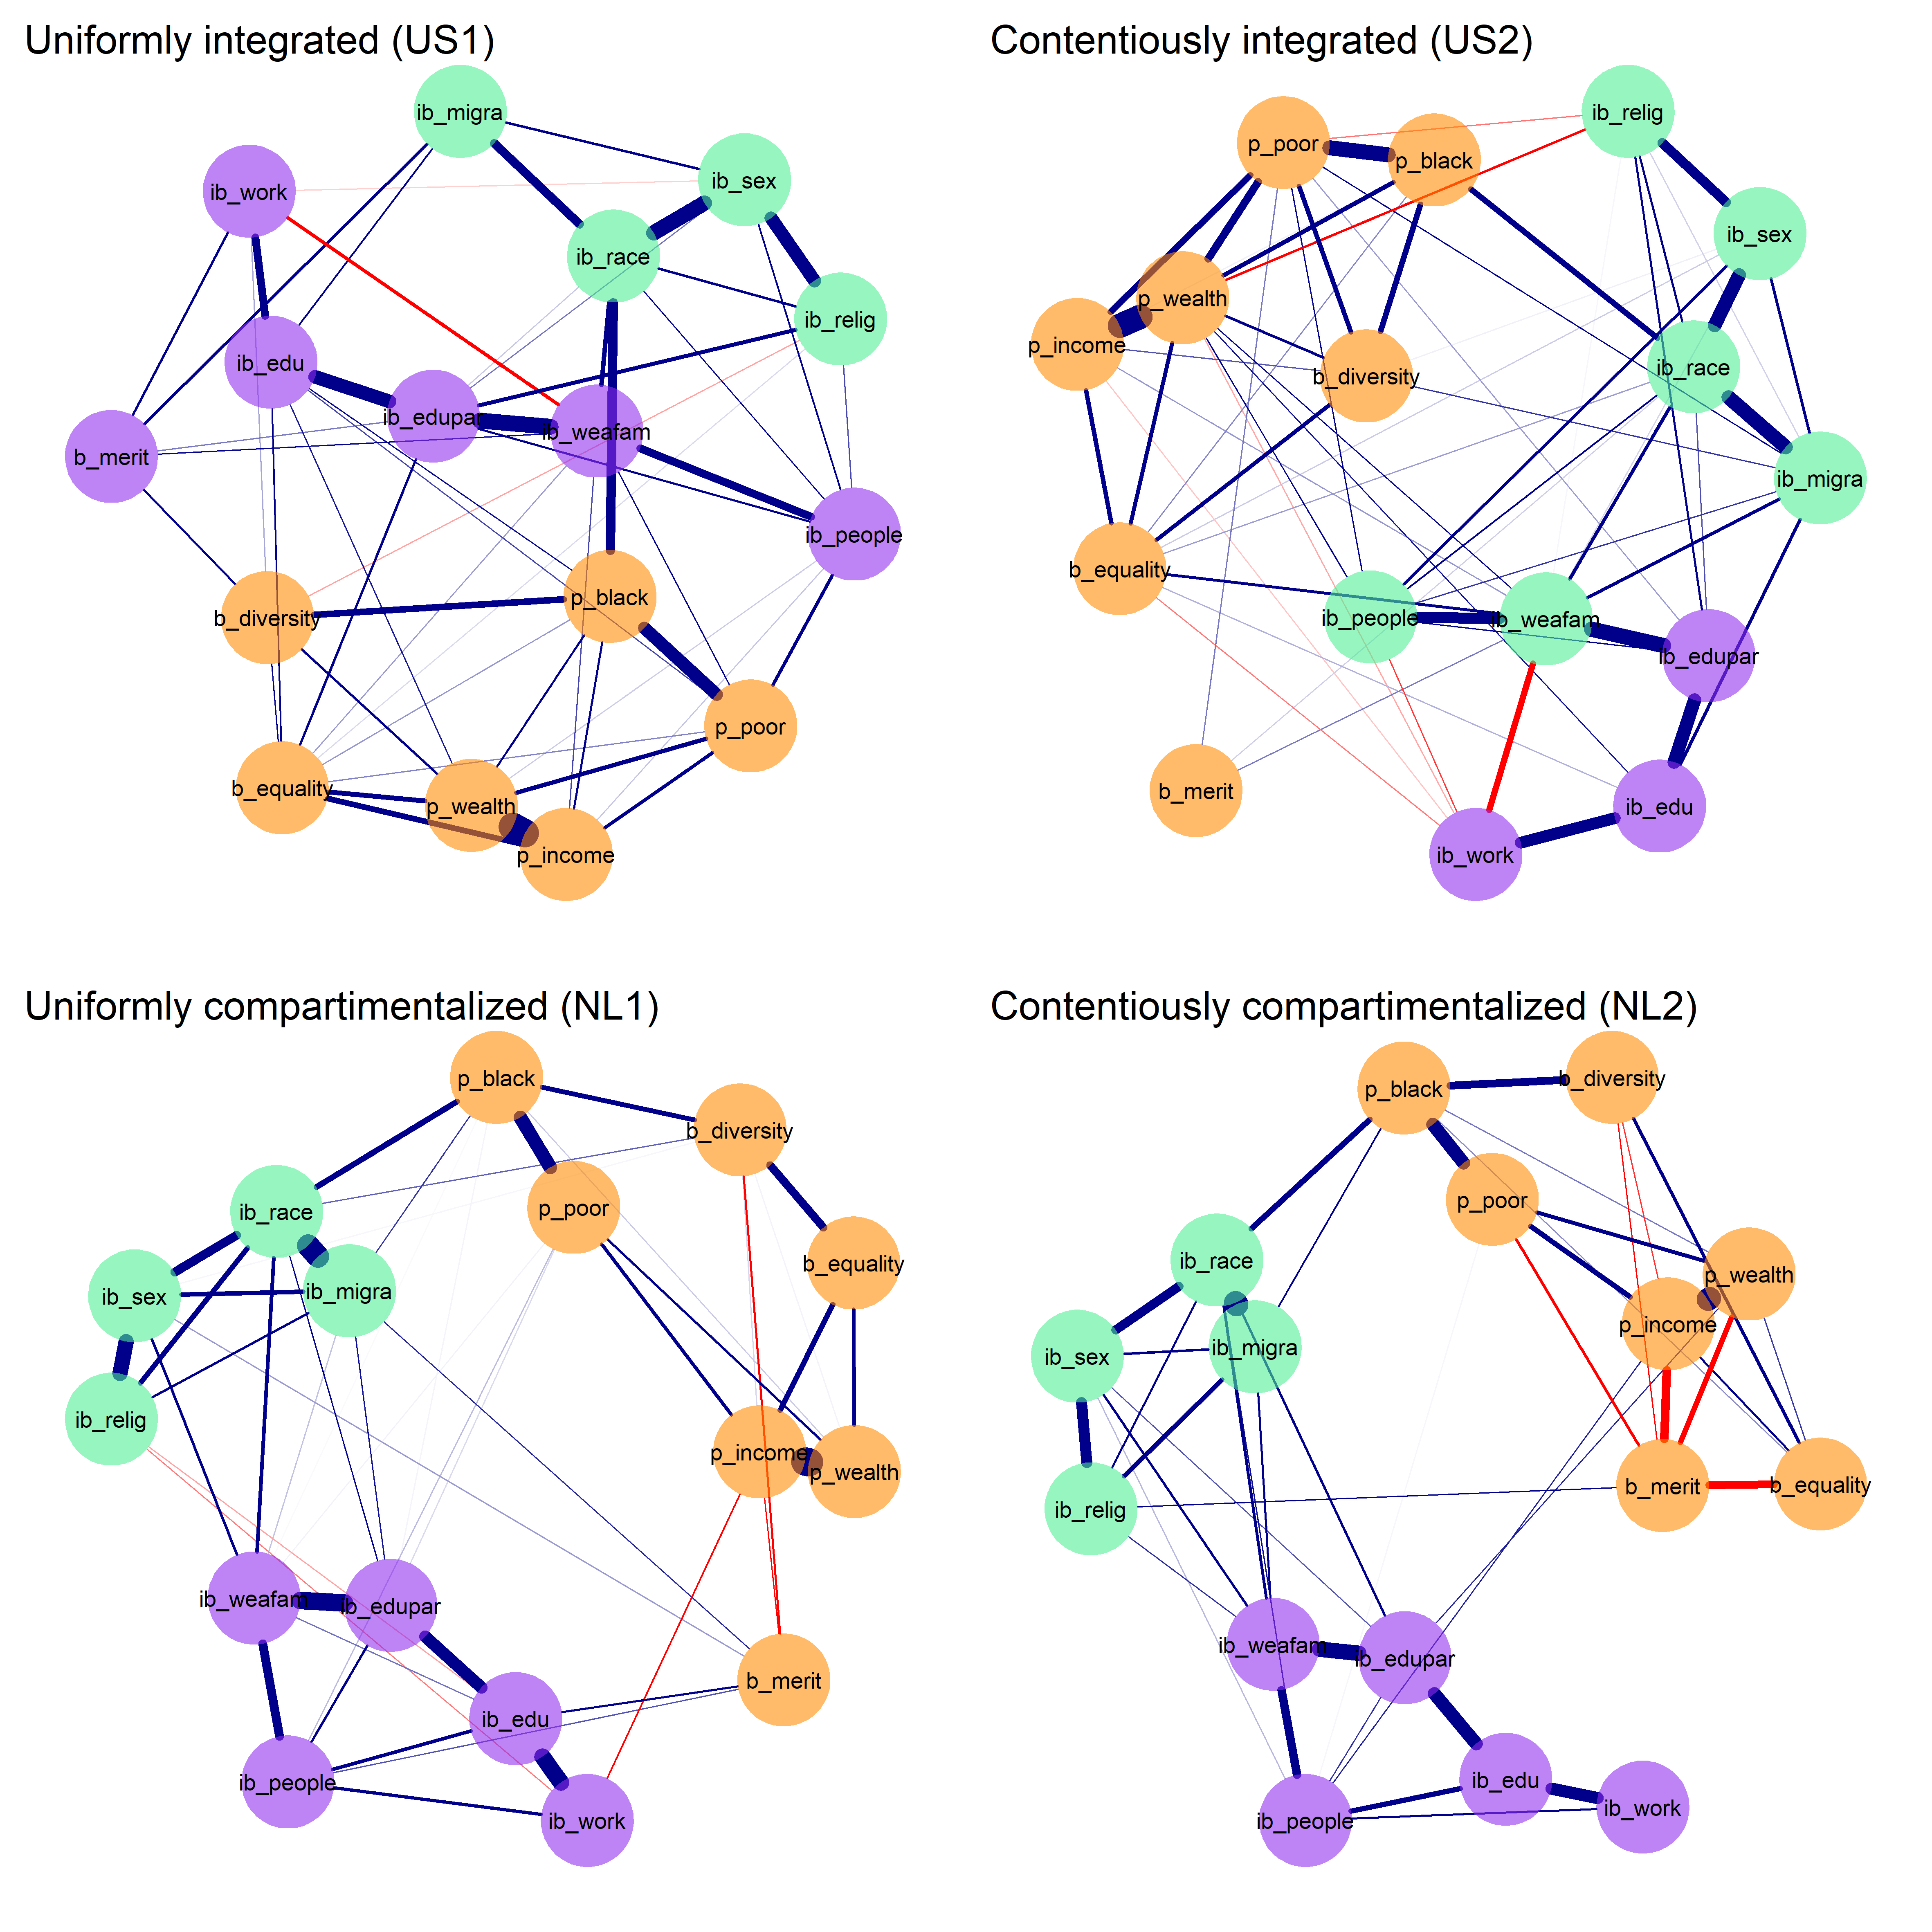 Uniformly integrated (US1)
ib_migra
ib_sex
ib_work
ib_race
ib_relig
ib_edu
ib_edupar
ib_weafam
b_merit
ib_people
p_black
b_diversity
p_poor
b_equality
p_wealth
p_income
Contentiously integrated (US2)
ib_relig
p_poor
p_black
ib_sex
p_wealth
p_income
b_diversity
ib_race
ib_migra
b_equality
ib_people
ib_weafam
ib_edupar
b_merit
ib_edu
ib_work
Uniformly compartimentalized (NL1)
p_black
b_diversity
p_poor
ib_race
b_equality
ib_sex
ib_migra
ib_relig
p_income
p_wealth
ib_weafam
ib_edupar
b_merit
ib_edu
ib_people
ib_work
Contentiously compartimentalized (NL2)
b_diversity
p_black
p_poor
ib_race
p_wealth
p_income
ib_migra
ib_sex
b_merit
b_equality
ib_relig
ib_weafam
ib_edupar
ib_edu
ib_work
ib_people